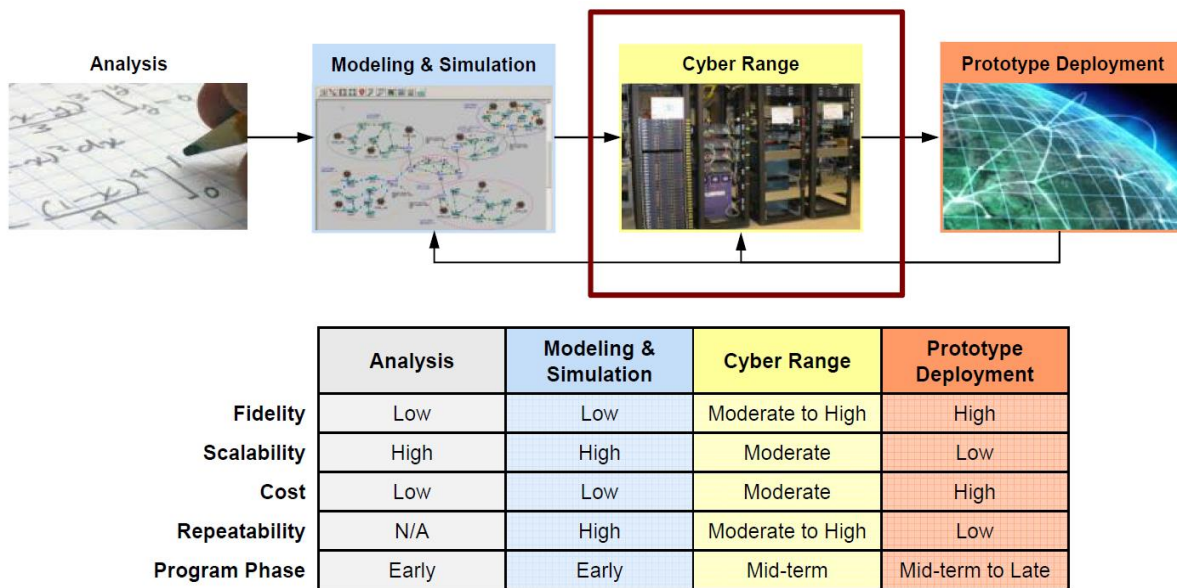 Analysis
Modeling & Simulation
Cyber Range
Prototype Deployment
Analysis
Modeling &
Simulation
Cyber Range
Prototype
Deployment
Fidelity Low Low Moderate to High High
Scalability High High Moderate Low
Cost Low Low Moderate High
Repeatability N/A High Moderate to High Low
Program Phase Early Early Mid-term Mid-term to Late